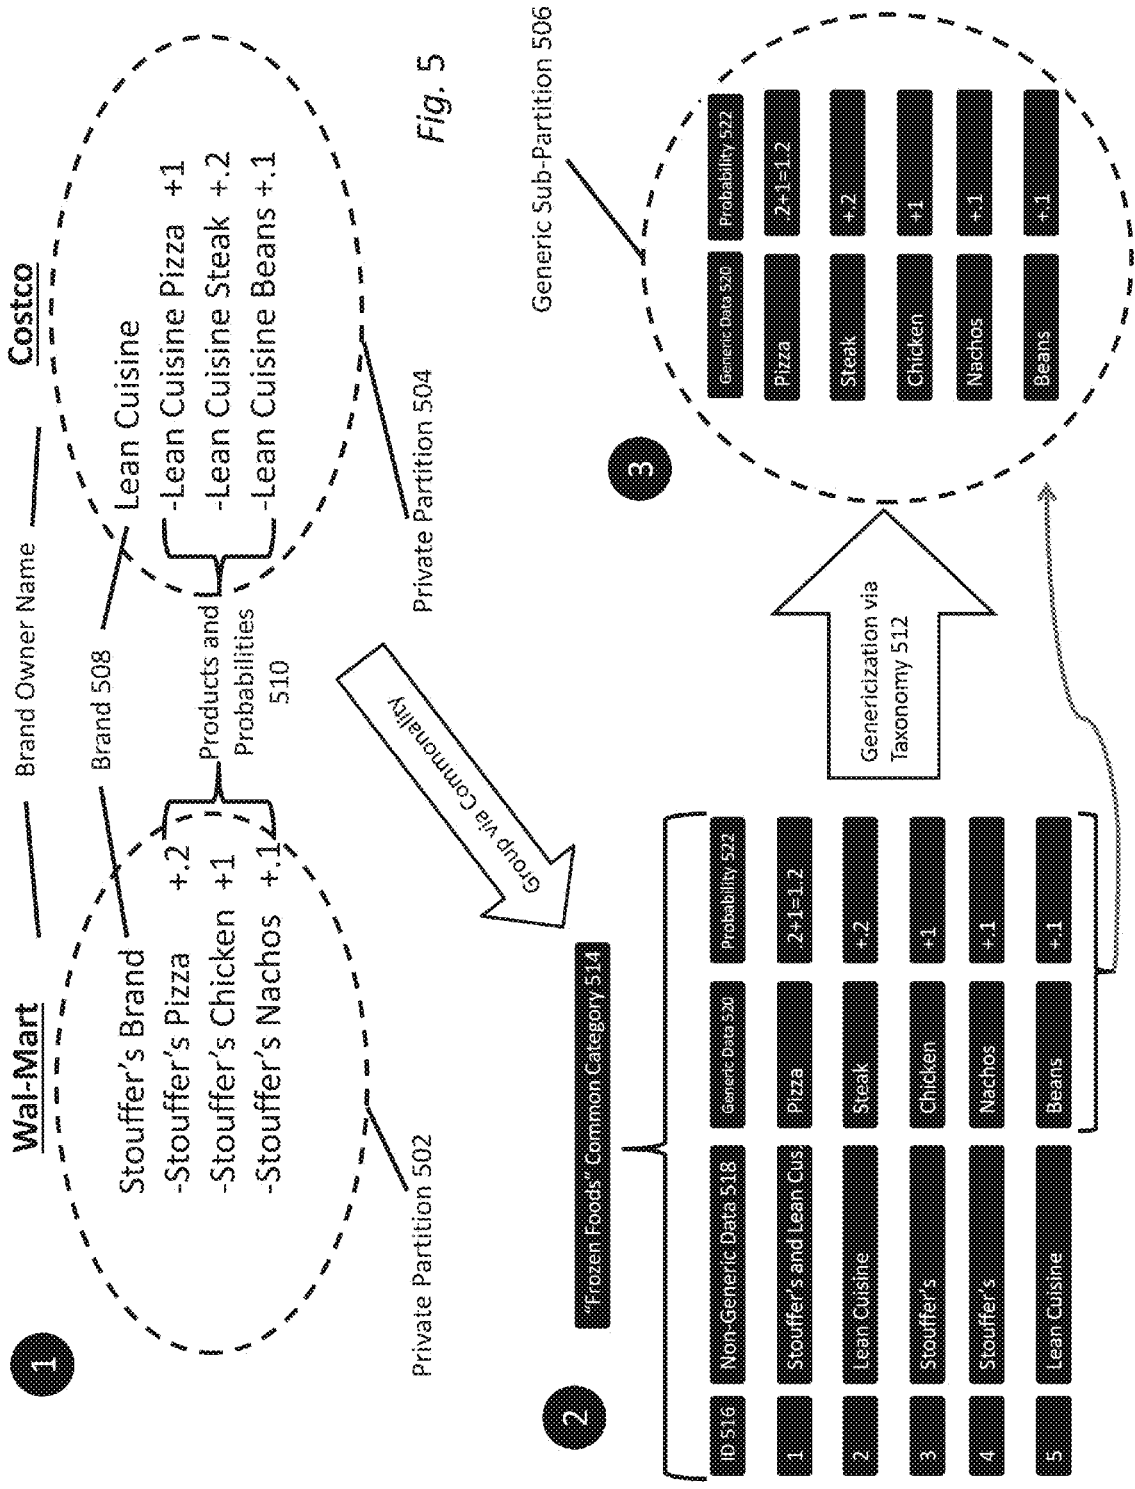 Brand Owner Name
Wal-Mart
Costco
1
Brand 508
Stouffer's Brand
-Stouffer's Pizza +.2
-Stouffer's Chicken +1
-Stouffer's Nachos +.1
Products and
Probabilities
510
Lean Cuisine
-Lean Cuisine Pizza +1
-Lean Cuisine Steak +.2
-Lean Cuisine Beans +.1
Private Partition 502
Private Partition 504
Fig. 5
Group via Commonality
2
"Frozen Foods" Common Category 514
ID 516 Non-Generic Data 518 Generic Data 520 Probability 522
1 Stouffer's and Lean Cus Pizza .2+1=1.2
2 Lean Cuisine Steak +.2
3 Stouffer's Chicken +1
4 Stouffer's Nachos +.1
5 Lean Cuisine Beans +.1
Genericization via
Taxonomy 512
3
Generic Sub-Partition 506
Generic Data 520 Probability 522
Pizza .2+1=1.2
Steak +.2
Chicken +1
Nachos +.1
Beans +.1